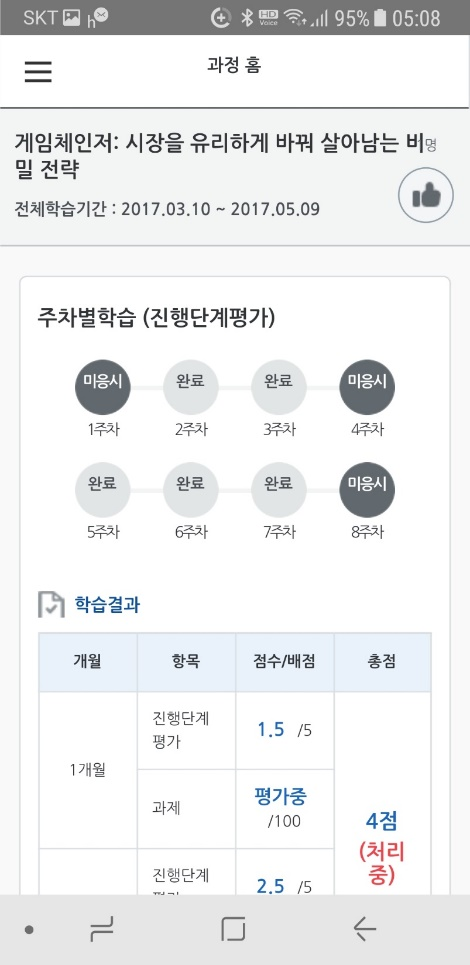 SKT h HD Voice 95% 05:08
과정 홈
게임체인저: 시장을 유리하게 바꿔 살아남는 비명
밀 전략
전체학습기간 : 2017.03.10 ~ 2017.05.09
주차별학습 (진행단계평가)
미응시 완료 완료 미응시
1주차 2주차 3주차 4주차
완료 완료 완료 미응시
5주차 6주차 7주차 8주차
학습결과
개월 항목 점수/배점 총점
진행단계
평가
1.5 /5
1개월
과제
평가중
/100
4점
(처리
중)
진행단계
2.5 /5